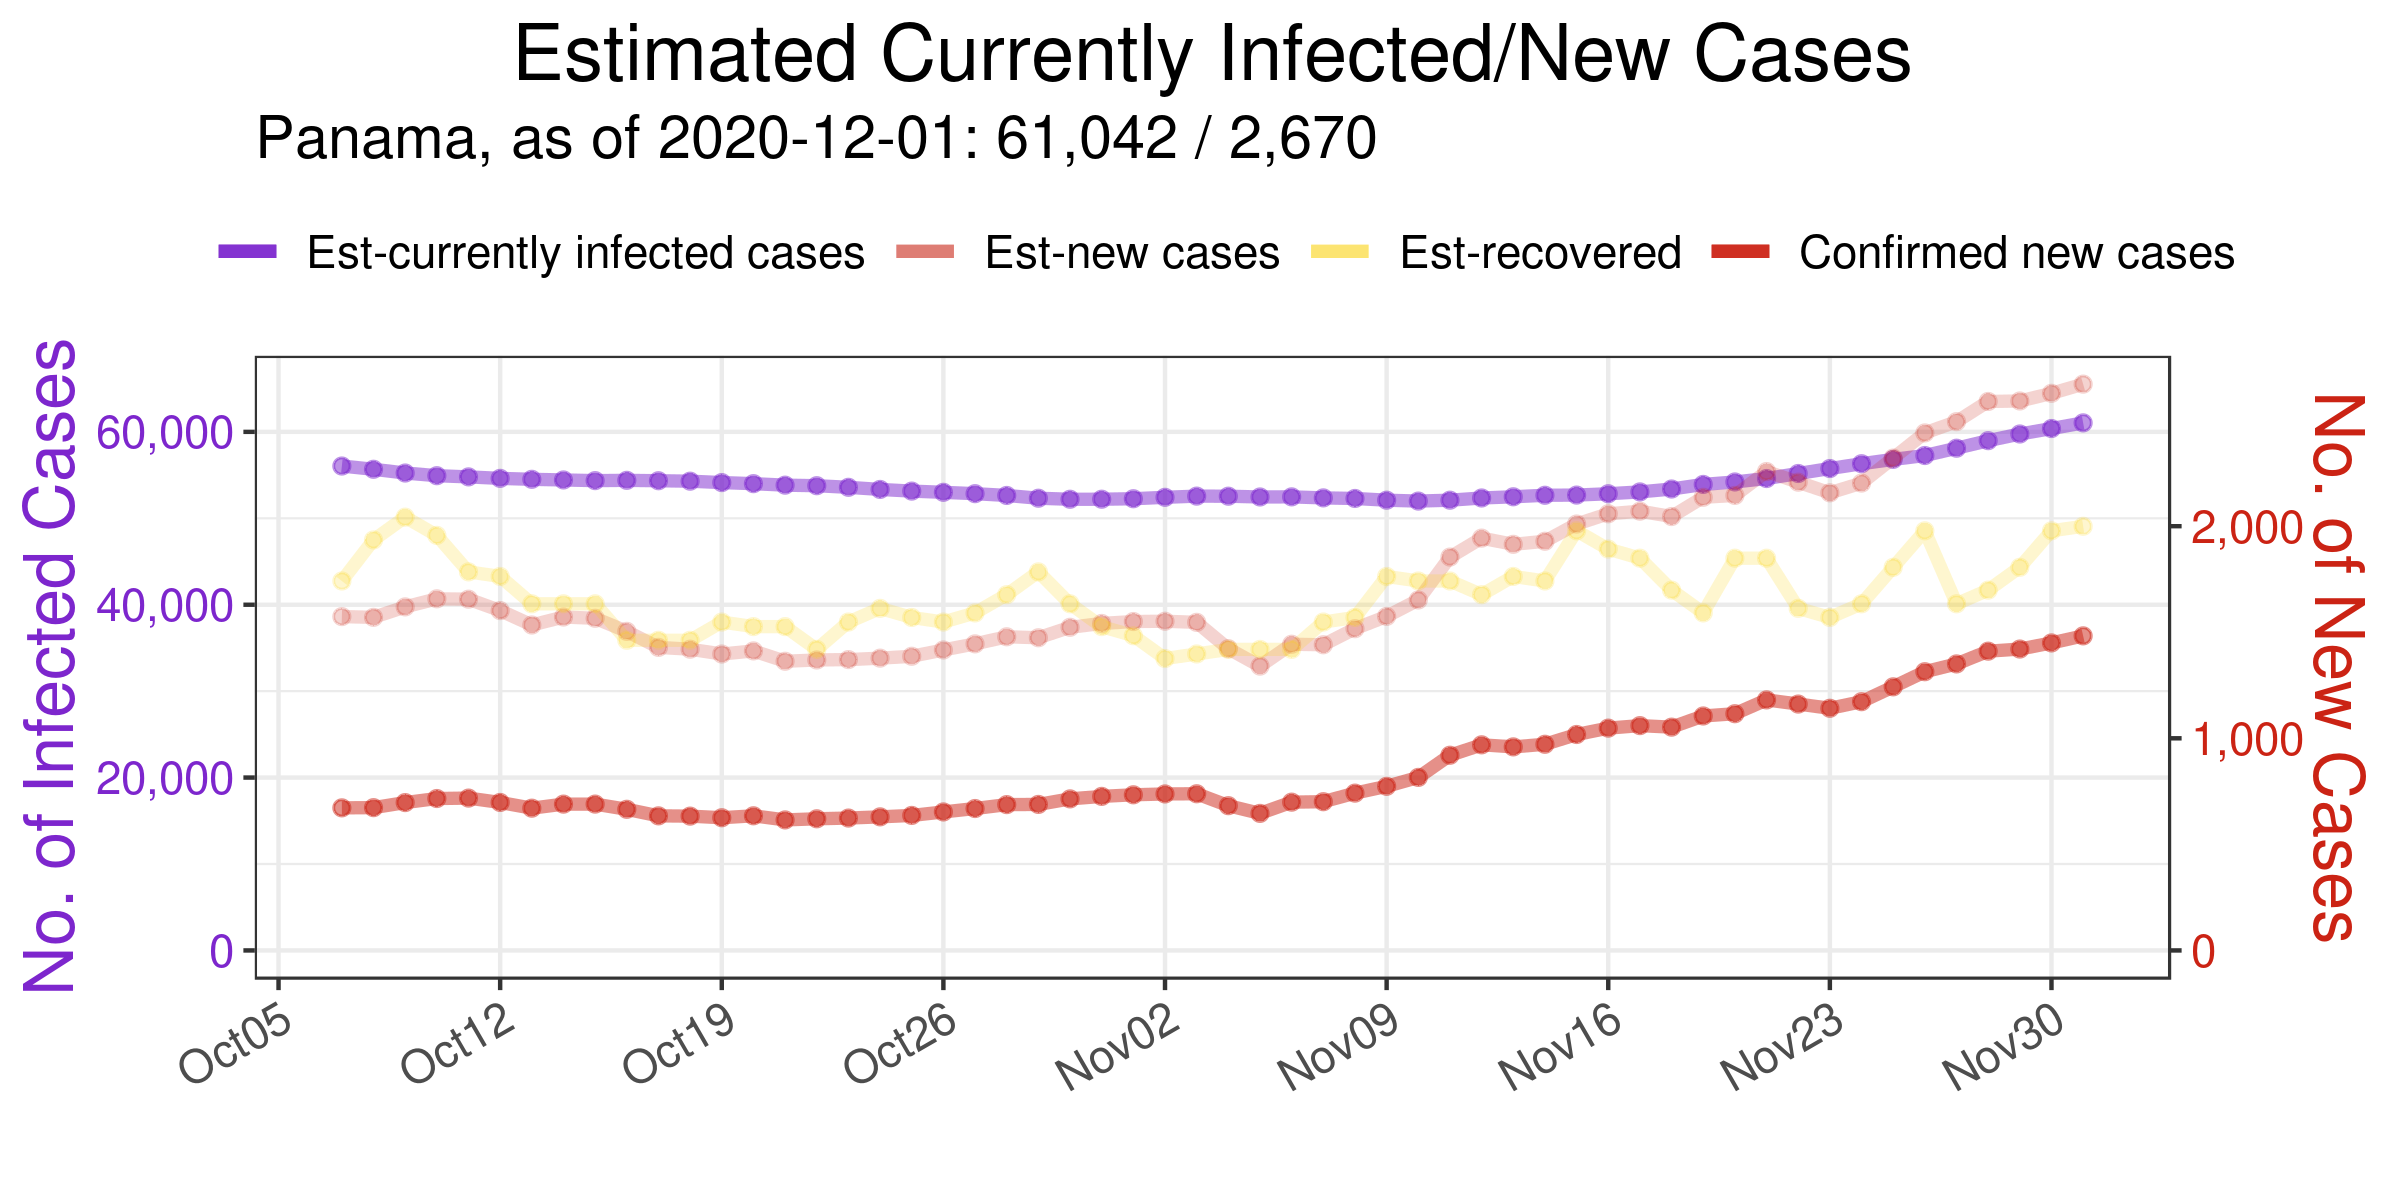 Estimated Currently Infected/New Cases
Panama, as of 2020-12-01: 61,042 / 2,670
Est-currently infected cases Est-new cases Est-recovered Confirmed new cases
No. of Infected Cases
60,000
40,000
20,000
0
2,000
1,000
0
No. of New Cases
Oct05 Oct12 Oct19 Oct26 Nov02 Nov09 Nov16 Nov23 Nov30